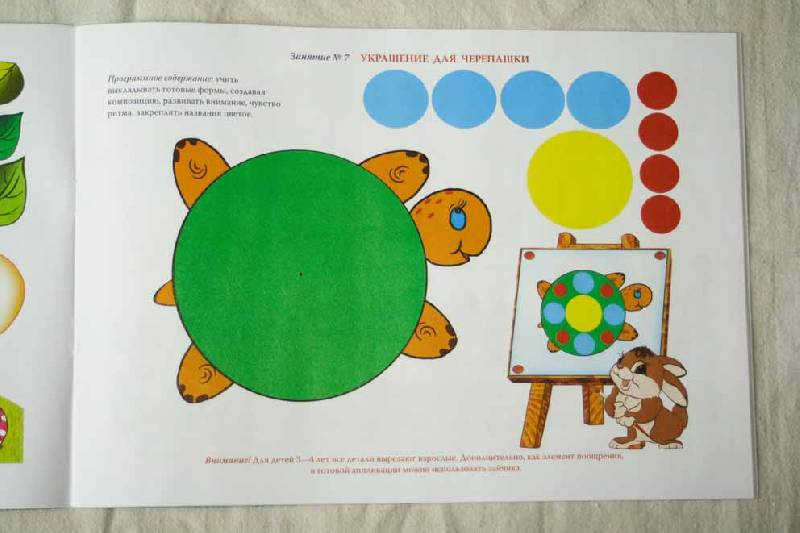 Занятие № 7 УКРАШЕНИЕ ДЛЯ ЧЕРЕПАШКИ
Программное содержание: учить
выкладывать готовые формы, создавая
композицию, развивать внимание, чувство
ритма, закреплять названия цветов.
Внимание! Для детей 3—4 лет все детали вырезают взрослые. Дополнительно, как элемент поощрения,
в готовой аппликации можно использовать зайчика.